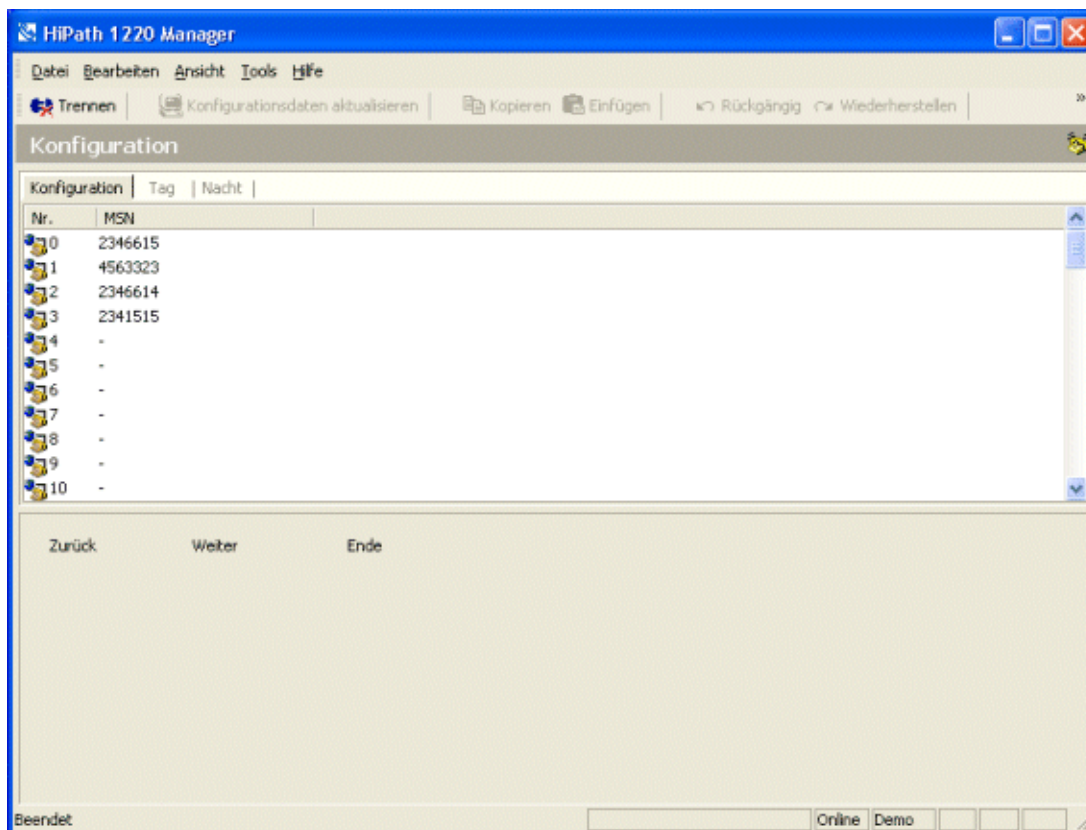 HiPath 1220 Manager
Datei Bearbeiten Ansicht Tools Hilfe
Trennen Konfigurationsdaten aktualisieren Kopieren Einfügen Rückgängig Wiederherstellen »
Konfiguration
Konfiguration | Tag | Nacht |
Nr. MSN
0 2346615
1 4563323
2 2346614
3 2341515
4 -
5 -
6 -
7 -
8 -
9 -
10 -
Zurück Weiter Ende
Beendet Online Demo